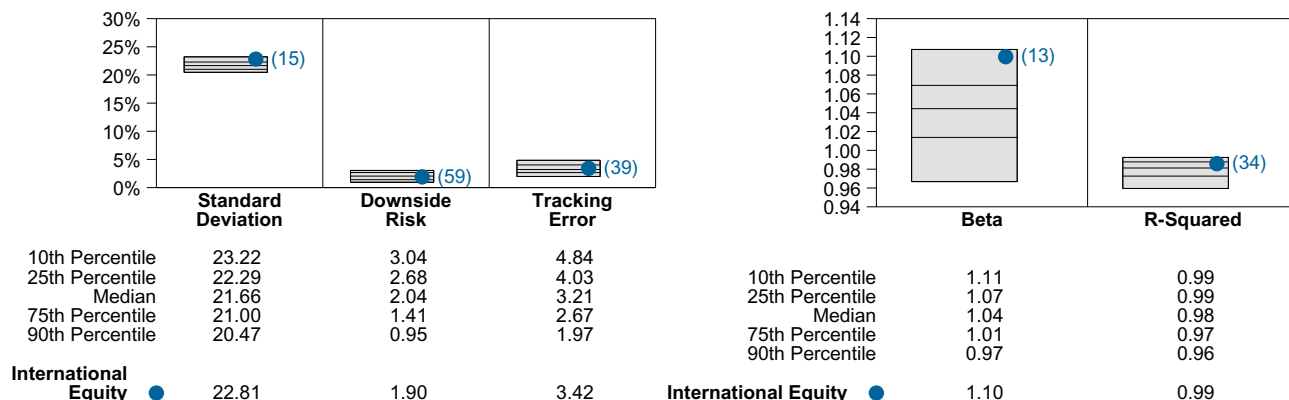 30%
25%
20%
15%
10%
5%
0%
(15)
(59)
(39)
Standard
Deviation
Downside
Risk
Tracking
Error
10th Percentile 23.22 3.04 4.84
25th Percentile 22.29 2.68 4.03
Median 21.66 2.04 3.21
75th Percentile 21.00 1.41 2.67
90th Percentile 20.47 0.95 1.97
International
Equity 22.81 1.90 3.42
1.14
1.12
1.10
1.08
1.06
1.04
1.02
1.00
0.98
0.96
0.94
(13)
(34)
Beta R-Squared
10th Percentile 1.11 0.99
25th Percentile 1.07 0.99
Median 1.04 0.98
75th Percentile 1.01 0.97
90th Percentile 0.97 0.96
International Equity 1.10 0.99